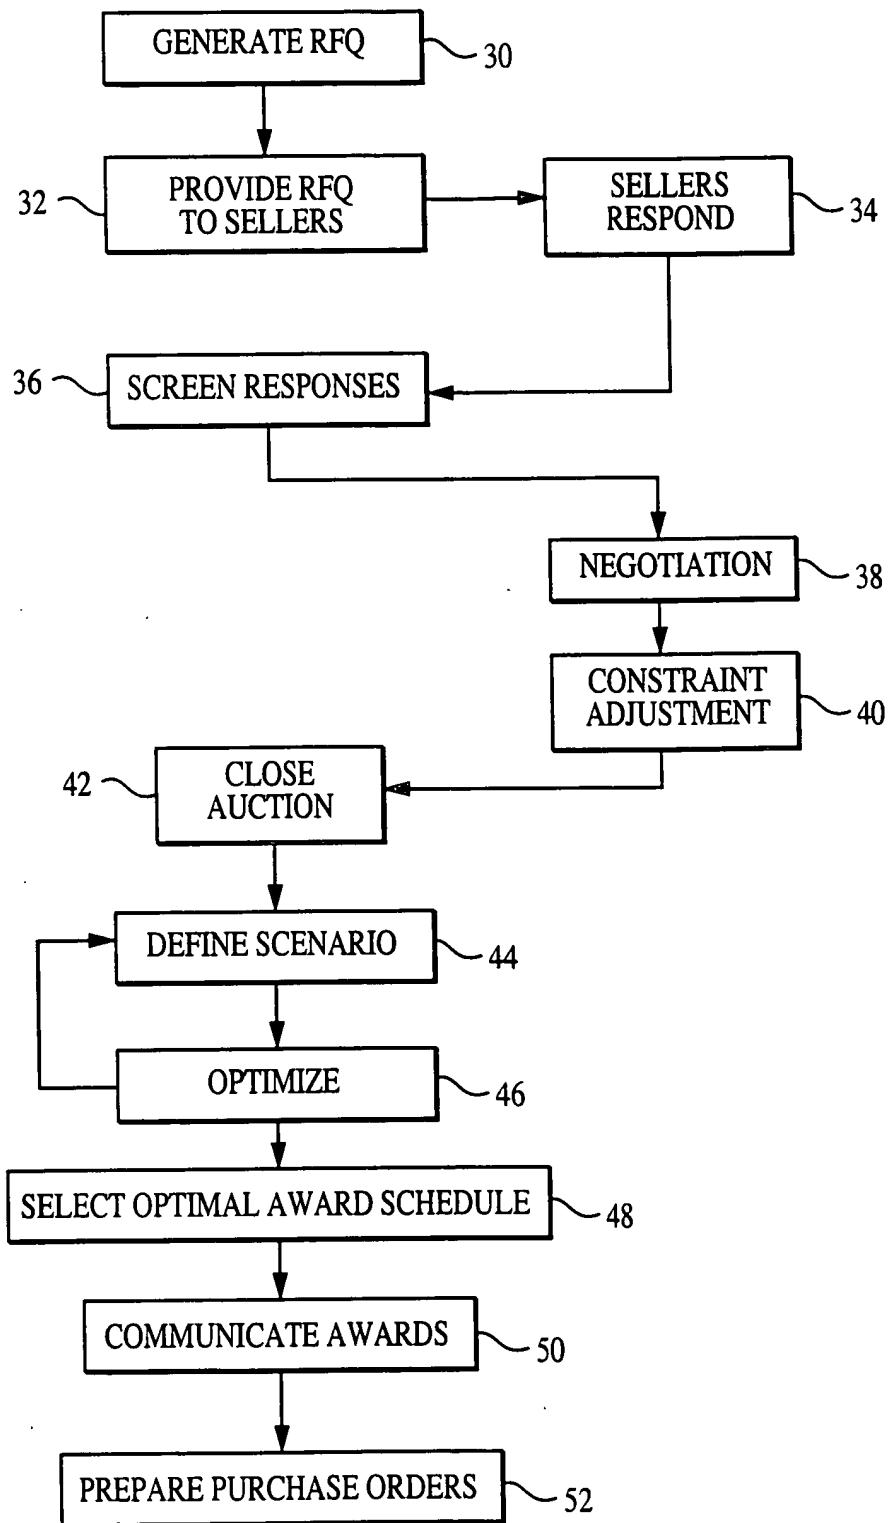 GENERATE RFQ
30
32
PROVIDE RFQ
TO SELLERS
SELLERS
RESPOND
34
36
SCREEN RESPONSES
NEGOTIATION
38
CONSTRAINT
ADJUSTMENT
40
42
CLOSE
AUCTION
DEFINE SCENARIO
44
OPTIMIZE
46
SELECT OPTIMAL AWARD SCHEDULE
48
COMMUNICATE AWARDS
50
PREPARE PURCHASE ORDERS
52